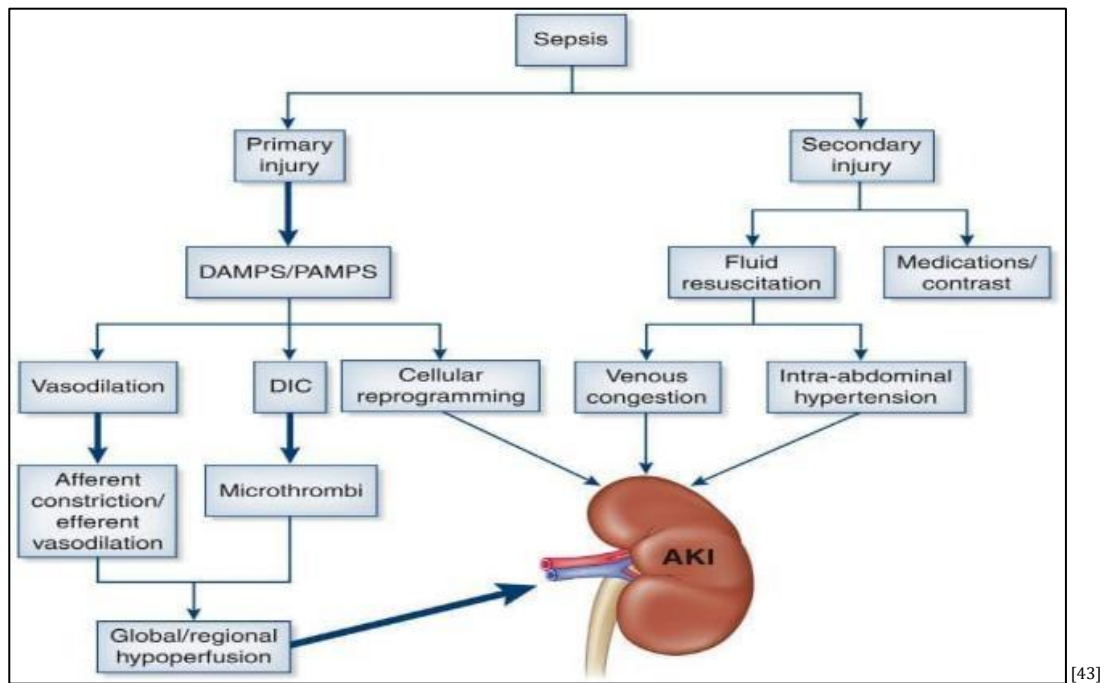 Sepsis
Primary
injury
Secondary
injury
DAMPS/PAMPS
Fluid
resuscitation
Medications/
contrast
Vasodilation
DIC
Cellular
reprogramming
Venous
congestion
Intra-abdominal
hypertension
Afferent
constriction/
efferent
vasodilation
Microthrombi
AKI
Global/regional
hypoperfusion
[43]